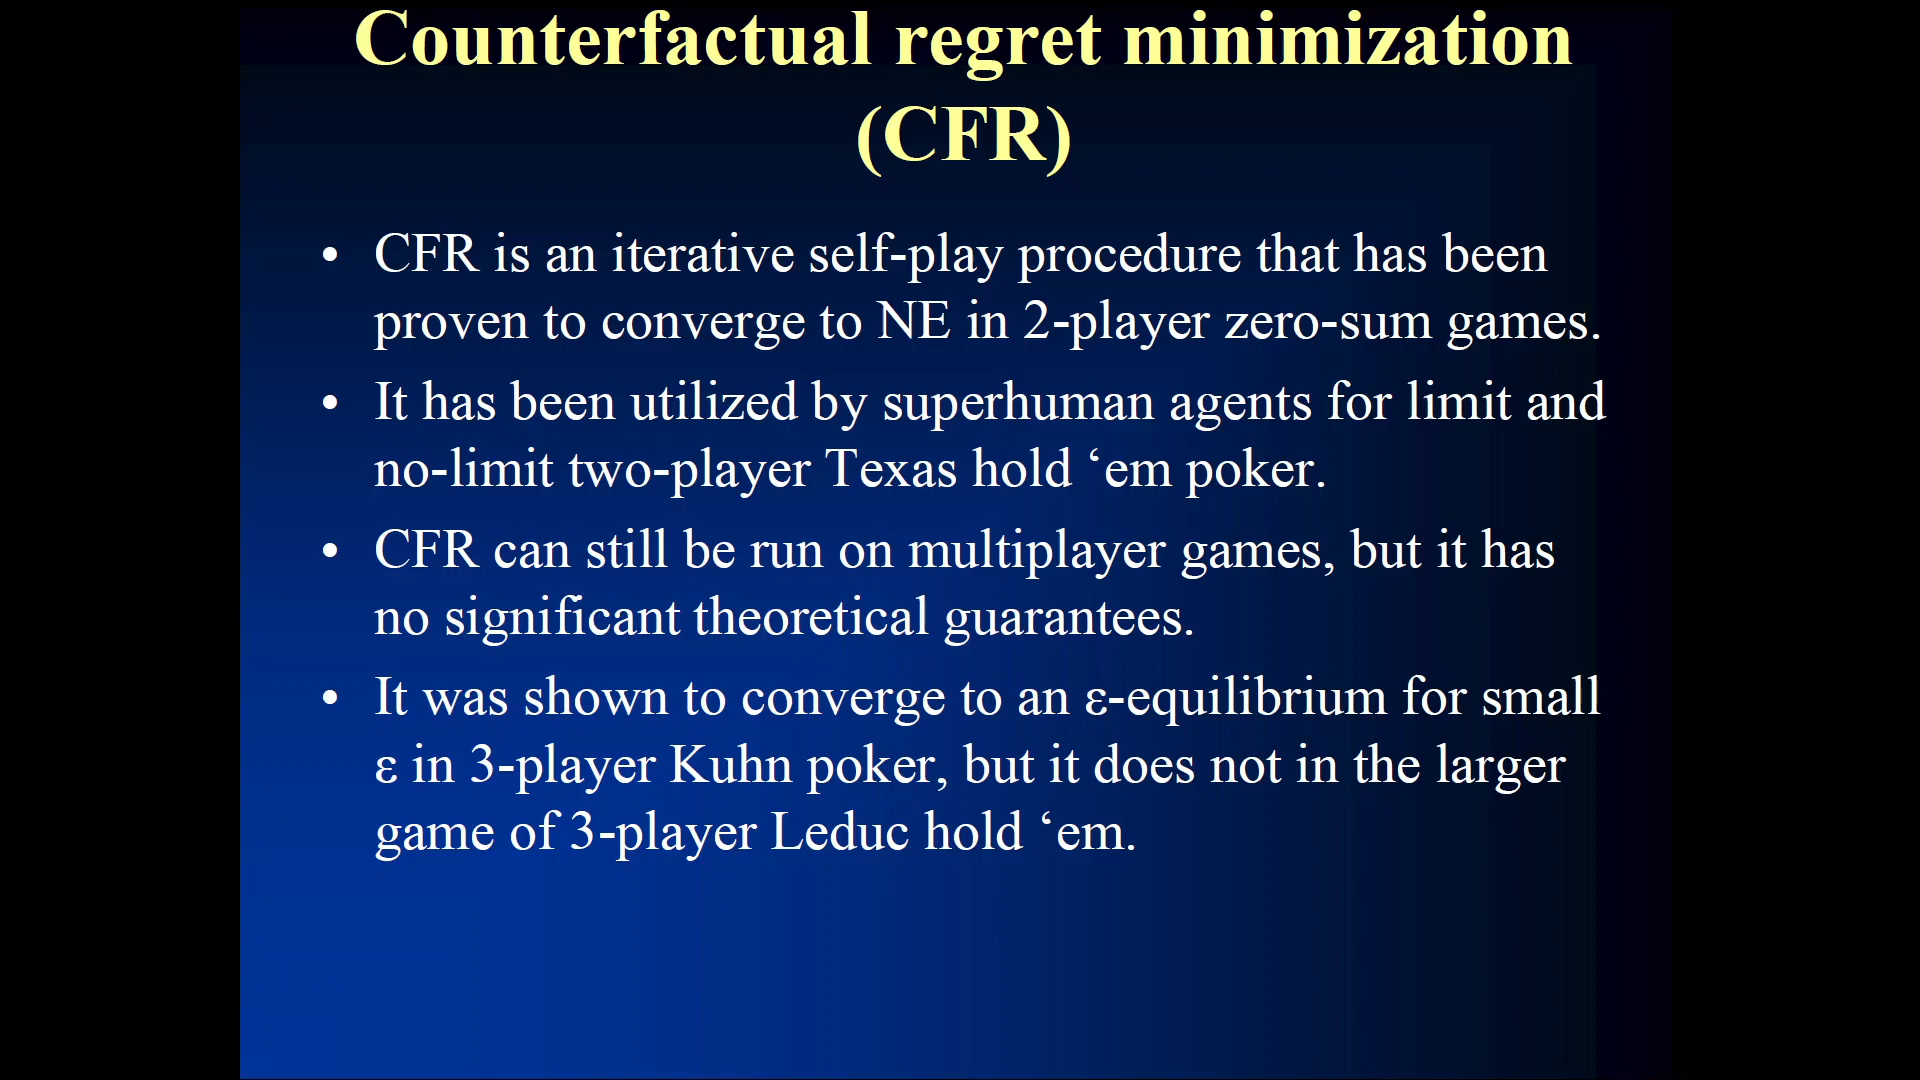 Counterfactual regret minimization
(CFR)
• CFR is an iterative self-play procedure that has been
proven to converge to NE in 2-player zero-sum games.
• It has been utilized by superhuman agents for limit and
no-limit two-player Texas hold ‘em poker.
• CFR can still be run on multiplayer games, but it has
no significant theoretical guarantees.
• It was shown to converge to an ε-equilibrium for small
ε in 3-player Kuhn poker, but it does not in the larger
game of 3-player Leduc hold ‘em.